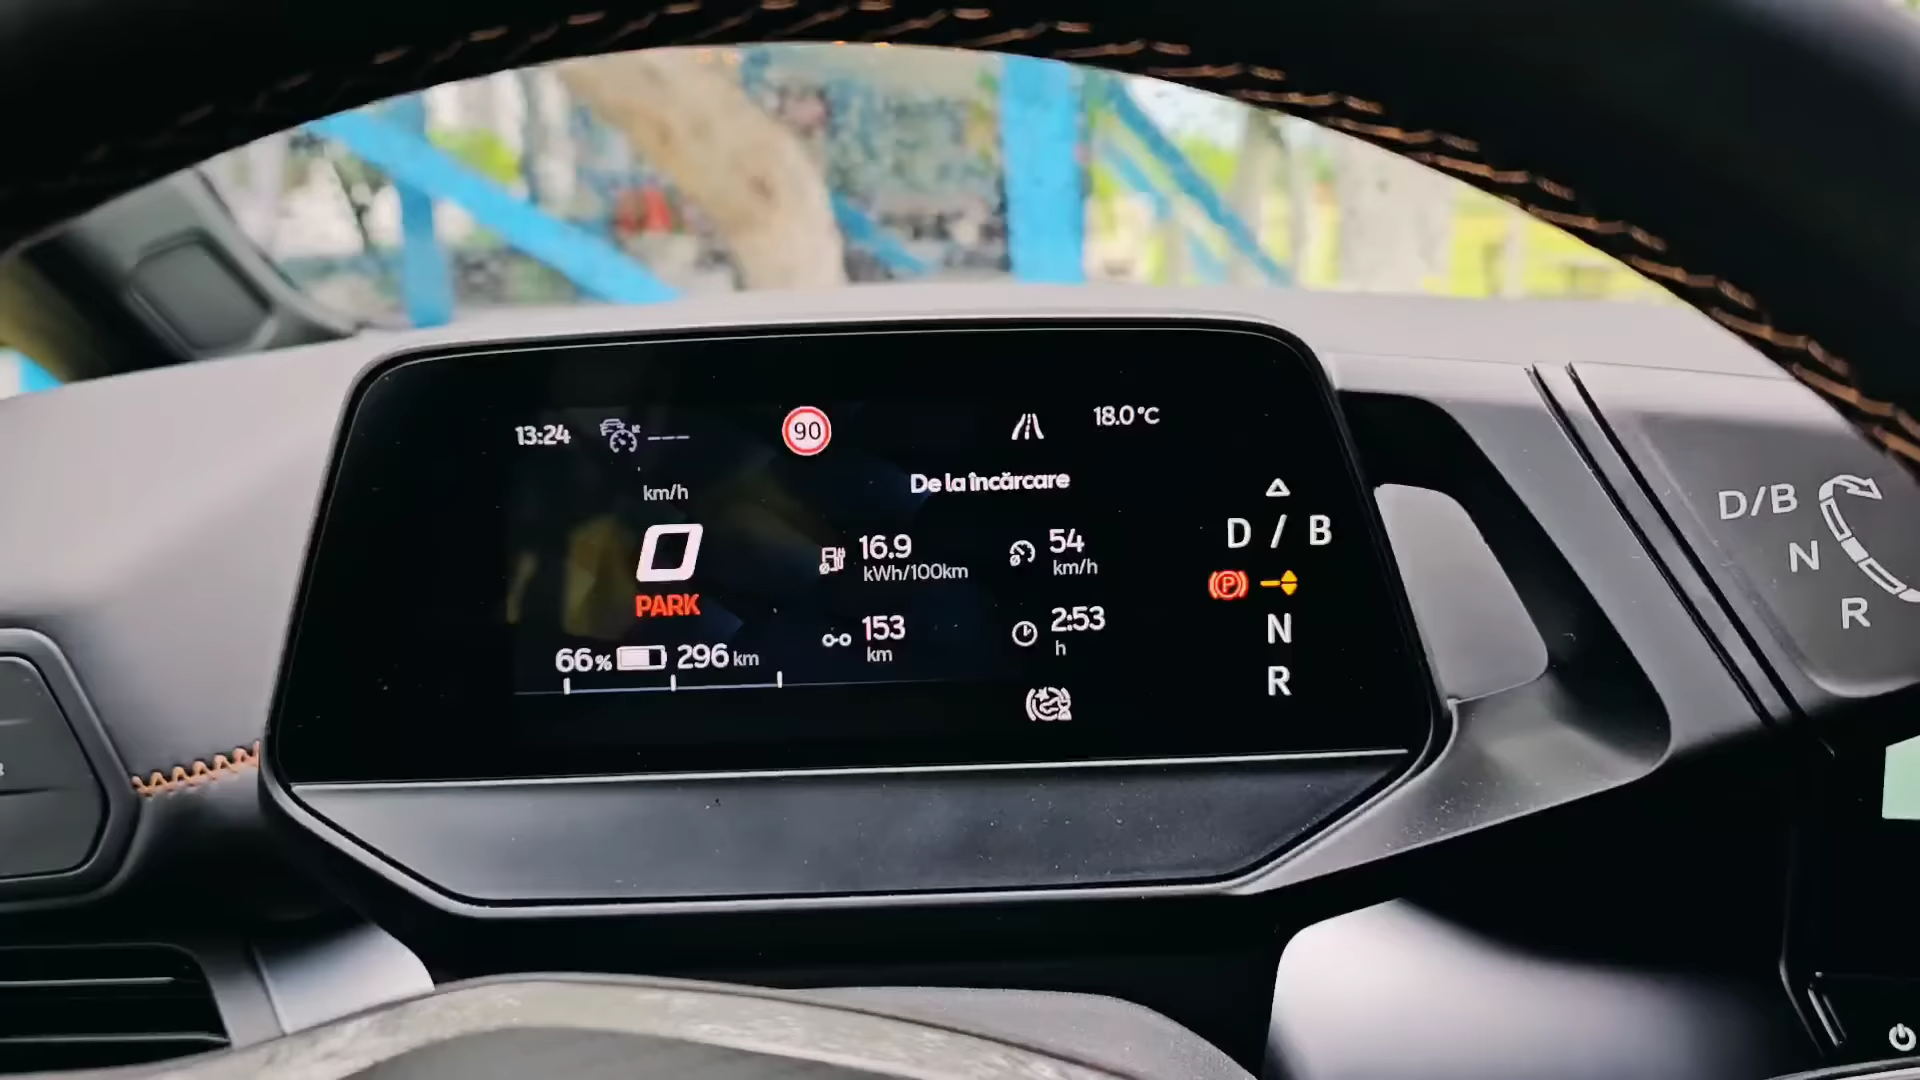 13:24 --- 90 18.0°C
De la încărcare
km/h
0
PARK
66% 296 km
16.9
kWh/100km
54
km/h
153
km
2:53
h
D / B
P
N
R
D/B
N
R